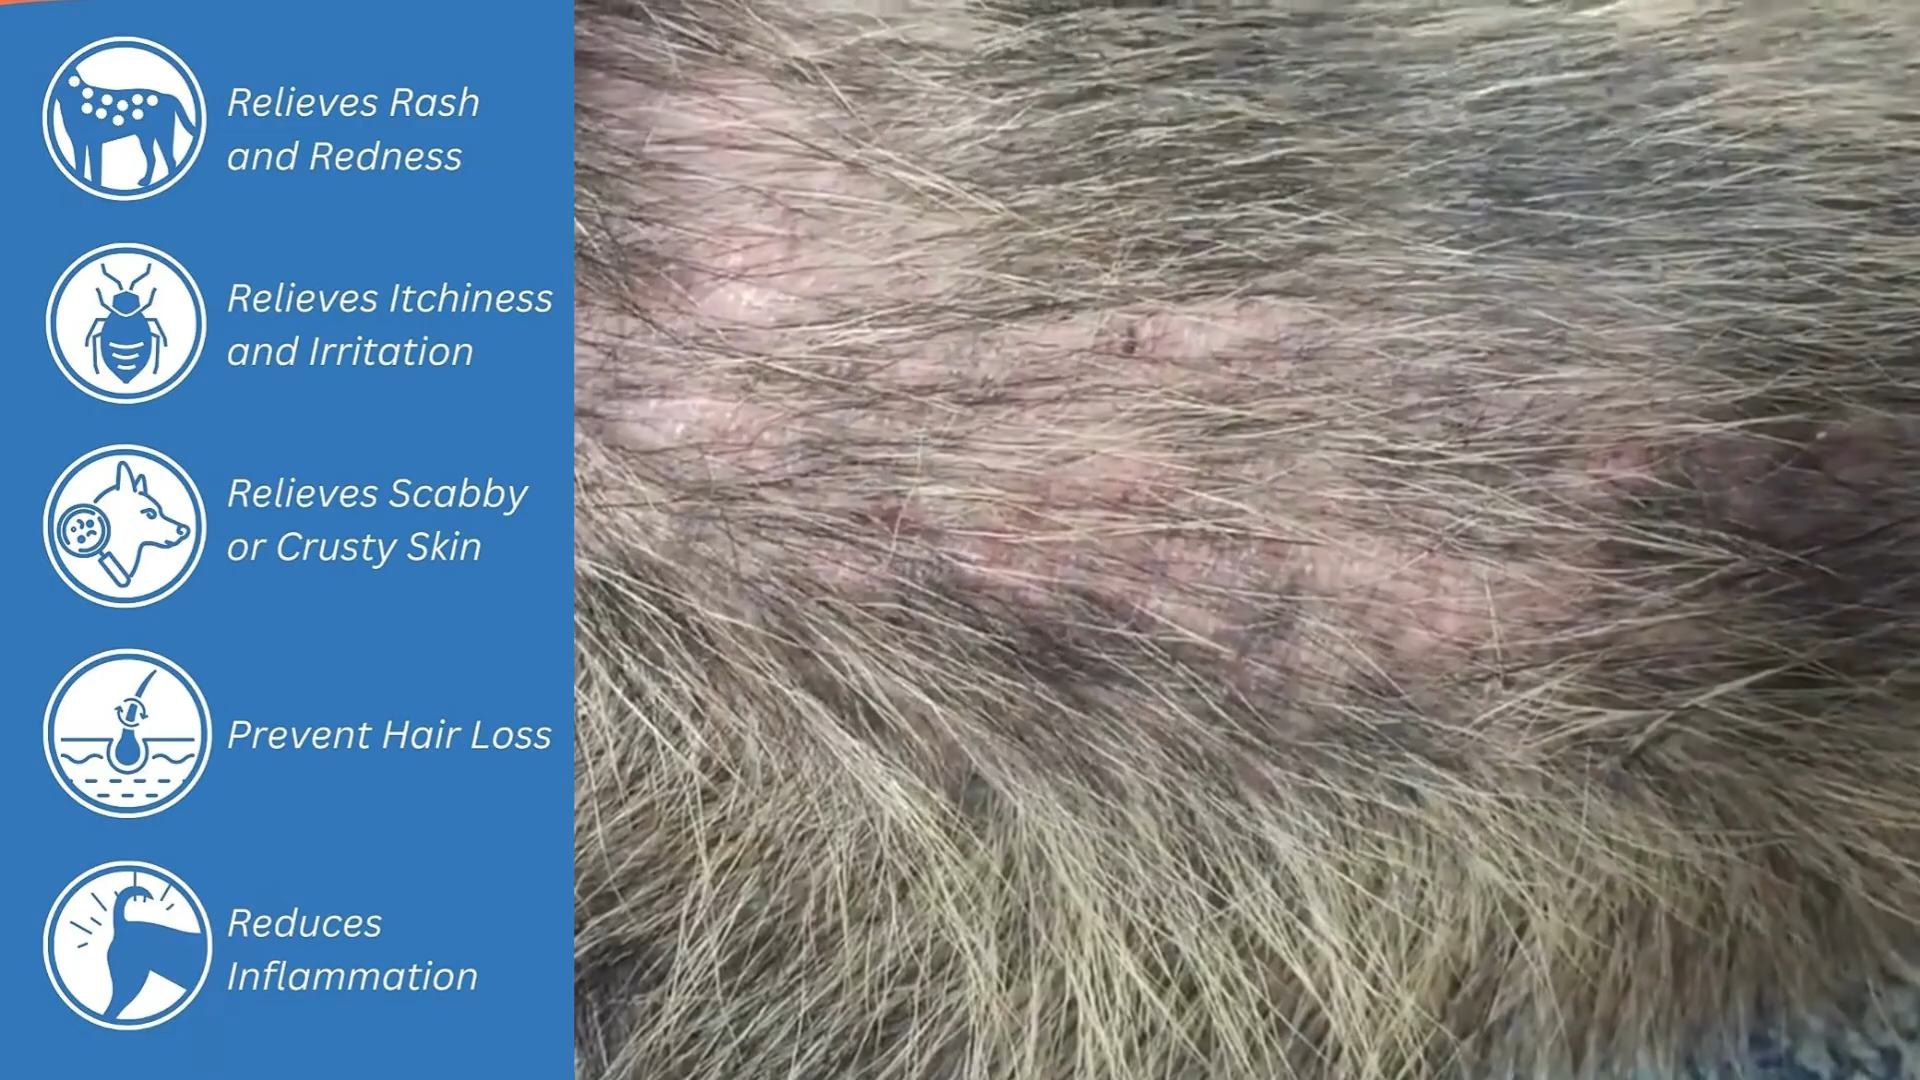 Relieves Rash
and Redness
Relieves Itchiness
and Irritation
Relieves Scabby
or Crusty Skin
Prevent Hair Loss
Reduces
Inflammation